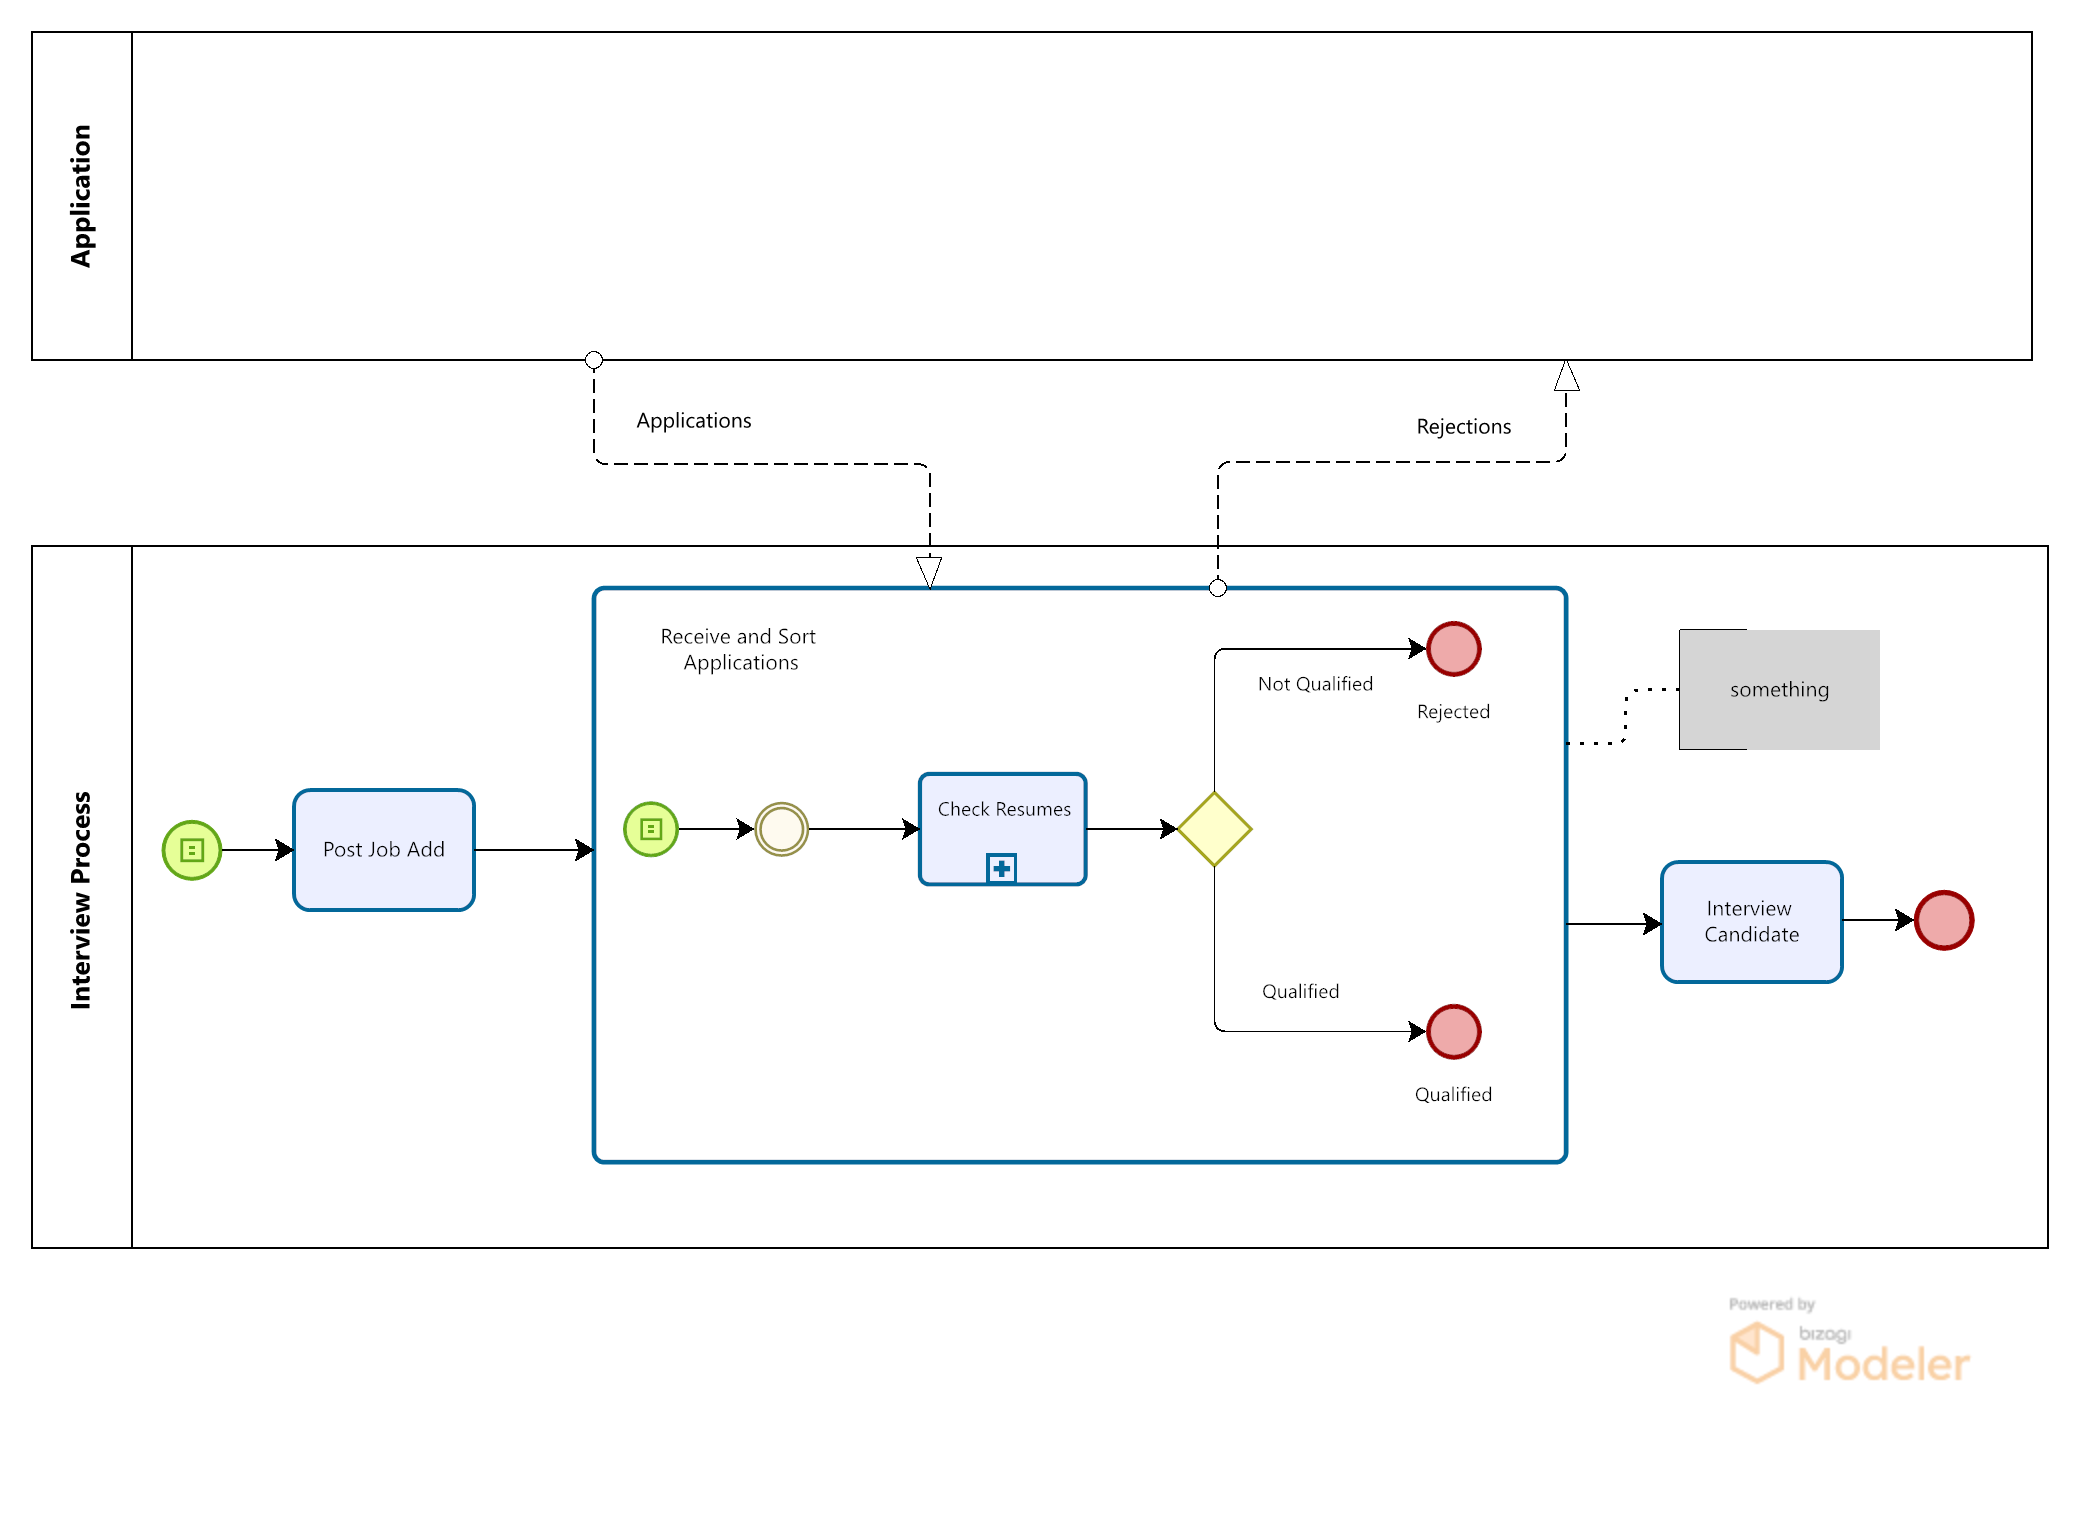 Application
Applications
Rejections
Interview Process
Receive and Sort
Applications
something
Not Qualified
Rejected
Post Job Add
Check Resumes
Interview
Candidate
Qualified
Qualified
Powered by
bizagi
Modeler